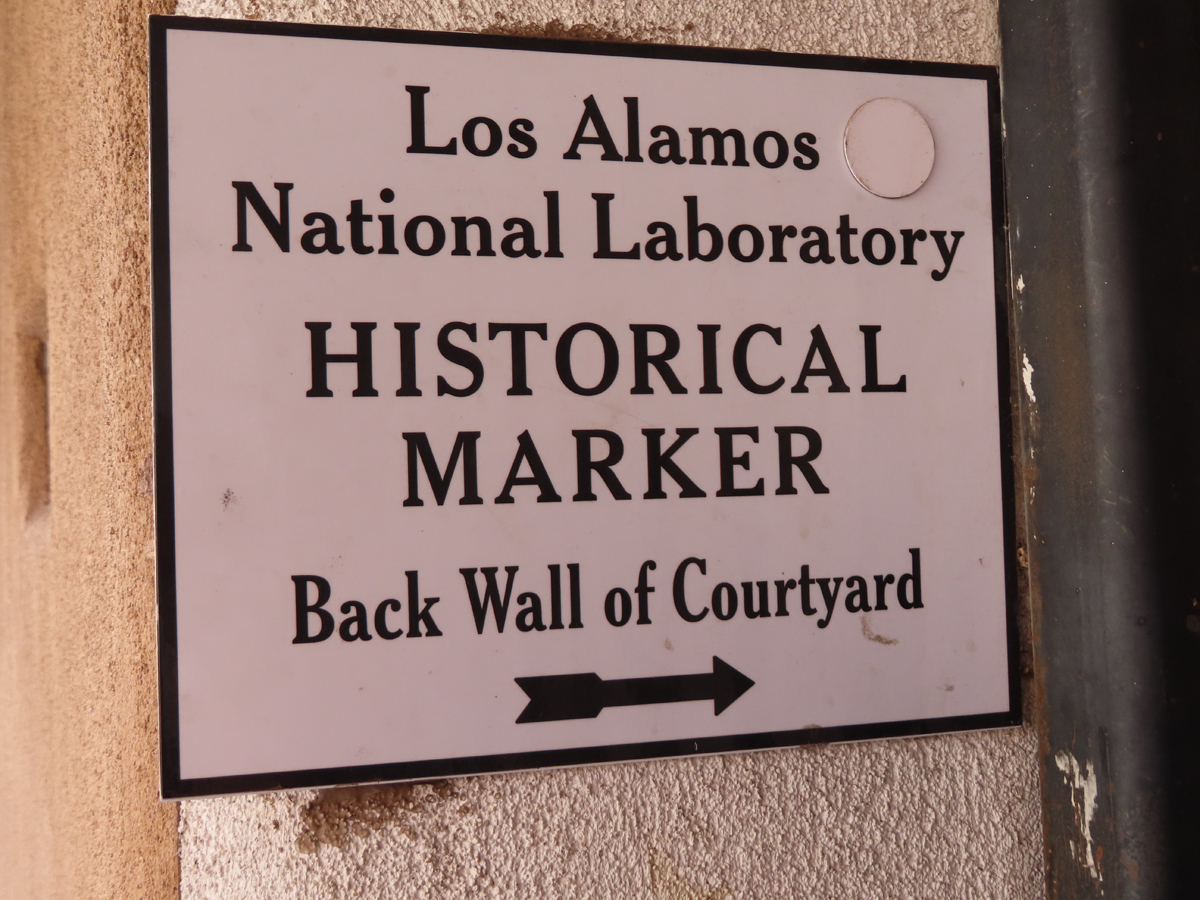 Los Alamos
National Laboratory
HISTORICAL
MARKER
Back Wall of Courtyard